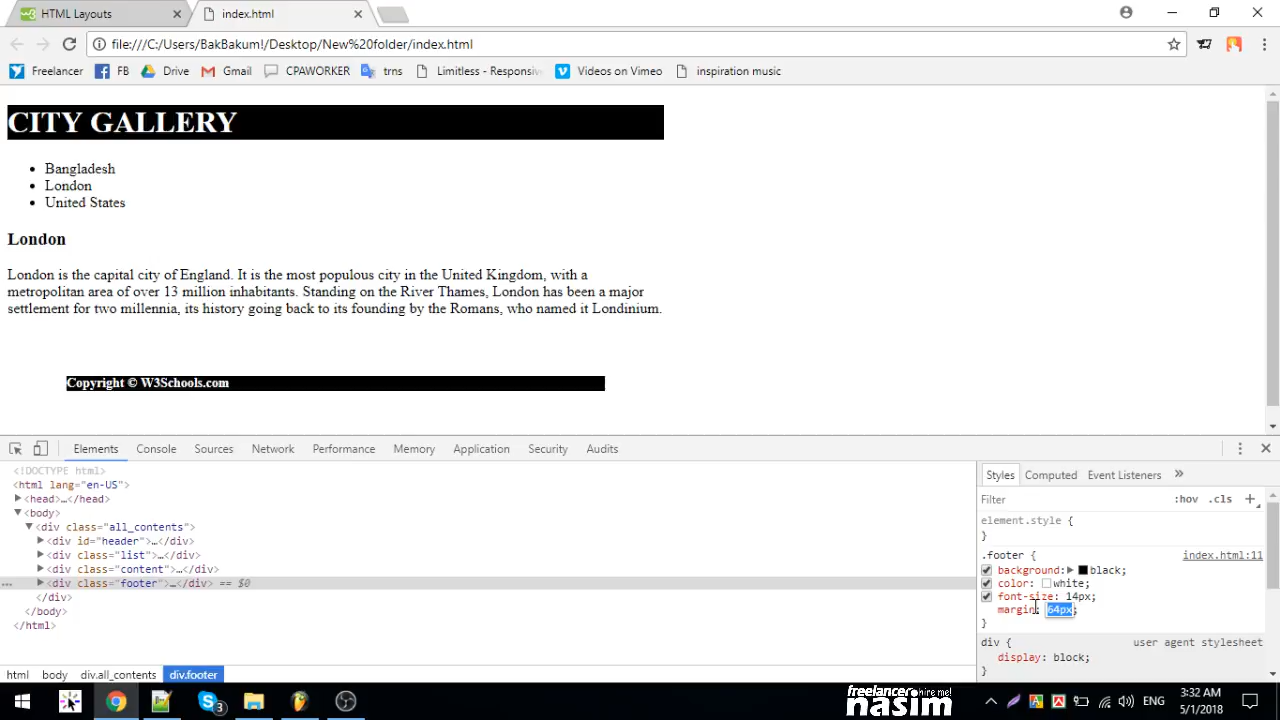 HTML Layouts
index.html
file:///C:/Users/BakBakum!/Desktop/New%20folder/index.html
Freelancer FB Drive Gmail CPAWORKER trns Limitless - Responsiv Videos on Vimeo inspiration music
CITY GALLERY
• Bangladesh
• London
• United States
London
London is the capital city of England. It is the most populous city in the United Kingdom, with a
metropolitan area of over 13 million inhabitants. Standing on the River Thames, London has been a major
settlement for two millennia, its history going back to its founding by the Romans, who named it Londinium.
Copyright © W3Schools.com
Elements Console Sources Network Performance Memory Application Security Audits
<!DOCTYPE html>
<html lang="en-US">
<head>…</head>
<body>
<div class="all_contents">
<div id="header">…</div>
<div class="list">…</div>
<div class="content">…</div>
<div class="footer">…</div> == $0
</div>
</body>
</html>
html body div.all_contents div.footer
Styles Computed Event Listeners »
Filter :hov .cls +
element.style {
}
.footer { index.html:11
background: black;
color: white;
font-size: 14px;
margin: 64px;
}
div { user agent stylesheet
display: block;
}
3
freelancer hire me!
nasim
ENG
3:32 AM
5/1/2018